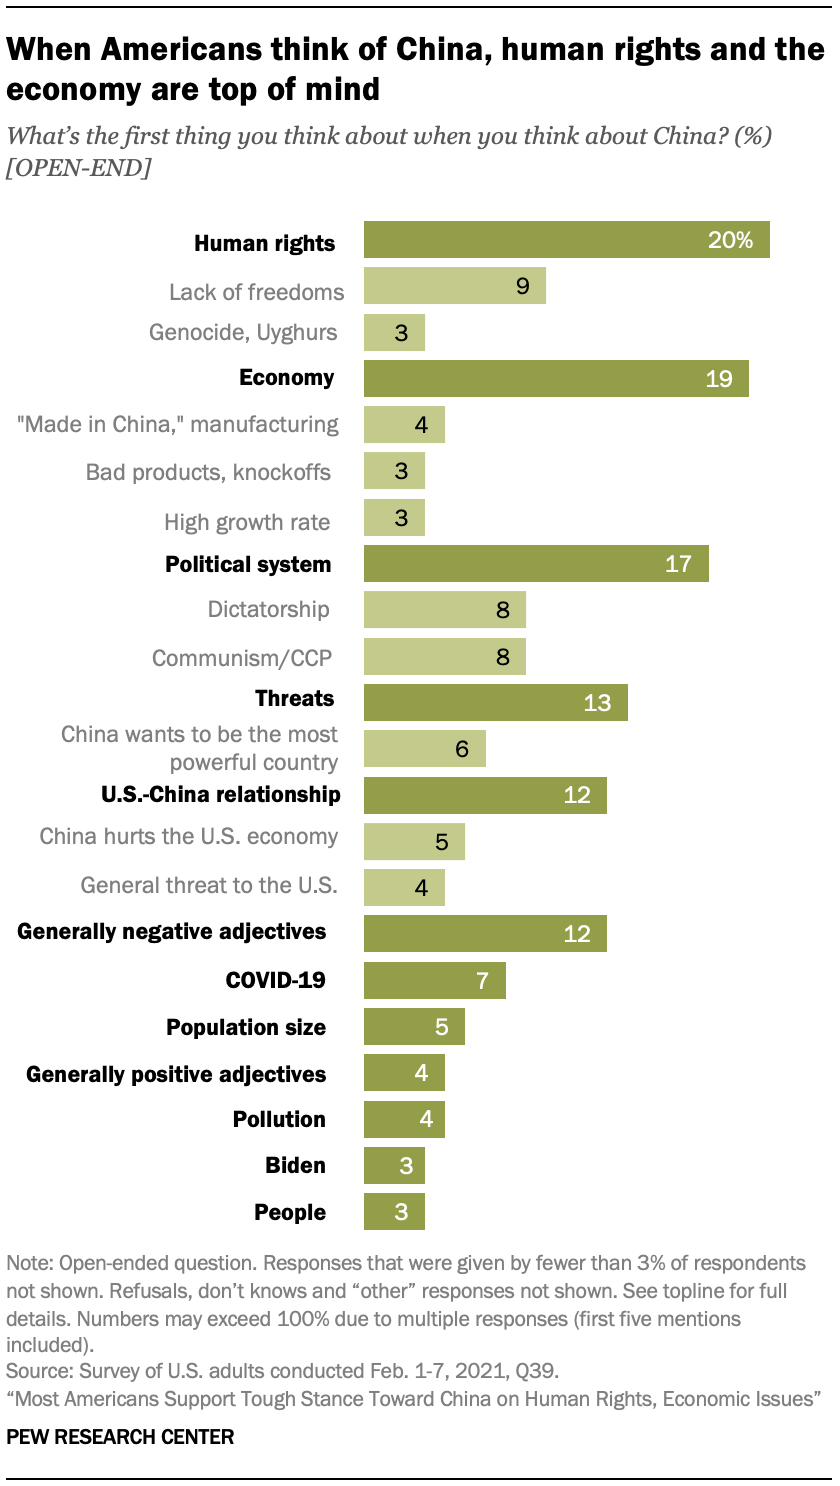 When Americans think of China, human rights and the
economy are top of mind
What’s the first thing you think about when you think about China? (%)
[OPEN-END]
Human rights 20%
Lack of freedoms 9
Genocide, Uyghurs 3
Economy 19
"Made in China," manufacturing 4
Bad products, knockoffs 3
High growth rate 3
Political system 17
Dictatorship 8
Communism/CCP 8
Threats 13
China wants to be the most
powerful country 6
U.S.-China relationship 12
China hurts the U.S. economy 5
General threat to the U.S. 4
Generally negative adjectives 12
COVID-19 7
Population size 5
Generally positive adjectives 4
Pollution 4
Biden 3
People 3
Note: Open-ended question. Responses that were given by fewer than 3% of respondents
not shown. Refusals, don’t knows and “other” responses not shown. See topline for full
details. Numbers may exceed 100% due to multiple responses (first five mentions
included).
Source: Survey of U.S. adults conducted Feb. 1-7, 2021, Q39.
“Most Americans Support Tough Stance Toward China on Human Rights, Economic Issues”
PEW RESEARCH CENTER